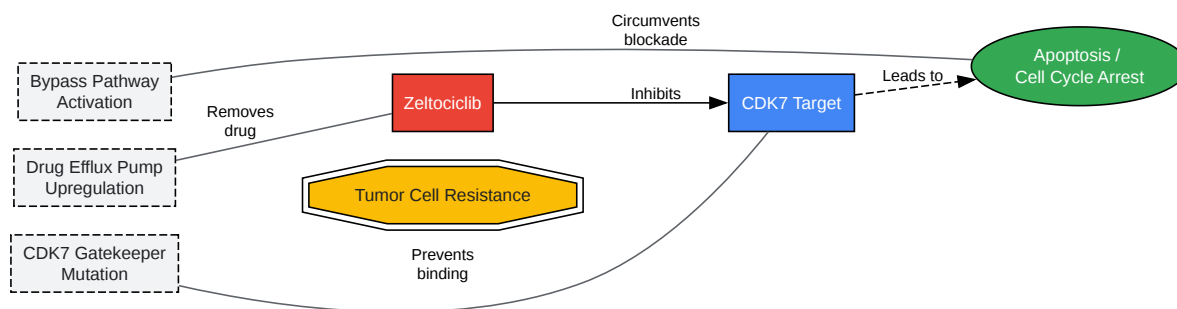 Circumvents
blockade
Bypass Pathway
Activation
Removes
drug
Zeltociclib
Inhibits
CDK7 Target
Leads to
Apoptosis /
Cell Cycle Arrest
Drug Efflux Pump
Upregulation
Tumor Cell Resistance
CDK7 Gatekeeper
Mutation
Prevents
binding